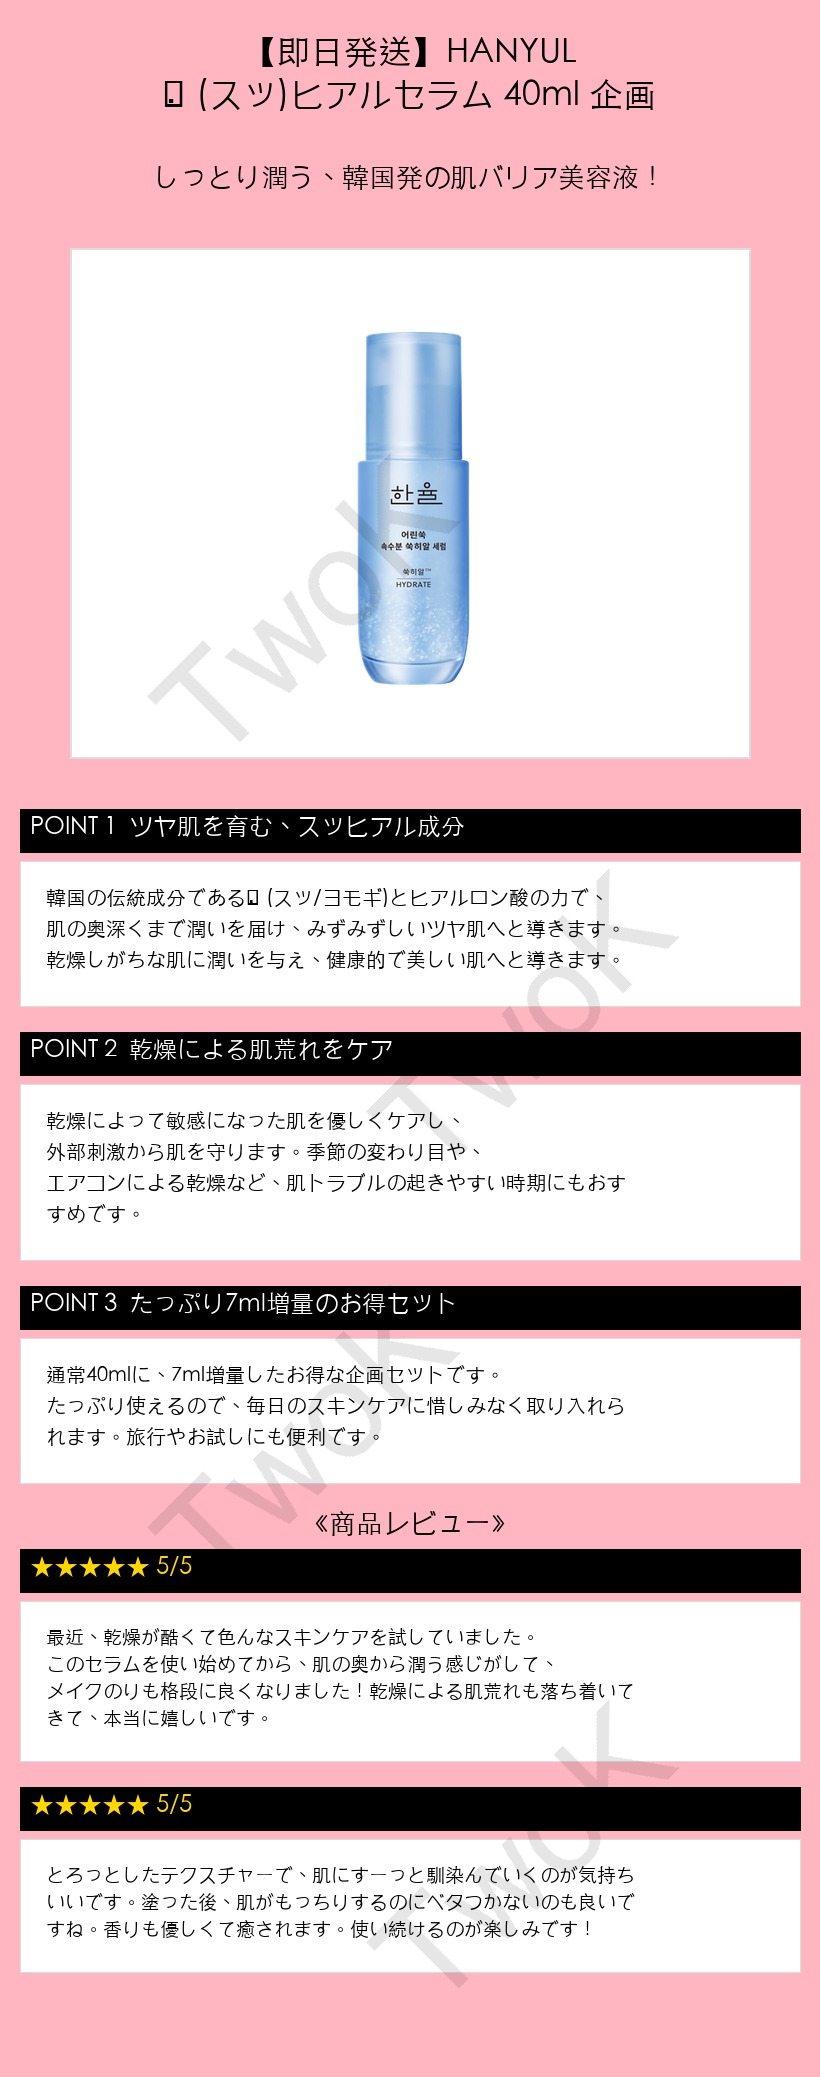 【即日発送】HANYUL
(スッ)ヒアルセラム 40ml 企画
しっとり潤う、韓国発の肌バリア美容液！
한율
어린쑥
속수분 쑥히알 세럼
쑥히알™
HYDRATE
TwoK
POINT 1 ツヤ肌を育む、スッヒアル成分
韓国の伝統成分である (スッ/ヨモギ)とヒアルロン酸の力で、
肌の奥深くまで潤いを届け、みずみずしいツヤ肌へと導きます。
乾燥しがちな肌に潤いを与え、健康的で美しい肌へと導きます。
TwoK
POINT 2 乾燥による肌荒れをケア
乾燥によって敏感になった肌を優しくケアし、
外部刺激から肌を守ります。季節の変わり目や、
エアコンによる乾燥など、肌トラブルの起きやすい時期にもおす
すめです。
POINT 3 たっぷり7ml増量のお得セット
通常40mlに、7ml増量したお得な企画セットです。
たっぷり使えるので、毎日のスキンケアに惜しみなく取り入れら
れます。旅行やお試しにも便利です。
TwoK
《商品レビュー》
★★★★★ 5/5
最近、乾燥が酷くて色んなスキンケアを試していました。
このセラムを使い始めてから、肌の奥から潤う感じがして、
メイクのりも格段に良くなりました！乾燥による肌荒れも落ち着いて
きて、本当に嬉しいです。
★★★★★ 5/5
とろっとしたテクスチャーで、肌にすーっと馴染んでいくのが気持ち
いいです。塗った後、肌がもっちりするのにベタつかないのも良いで
すね。香りも優しくて癒されます。使い続けるのが楽しみです！
TwoK